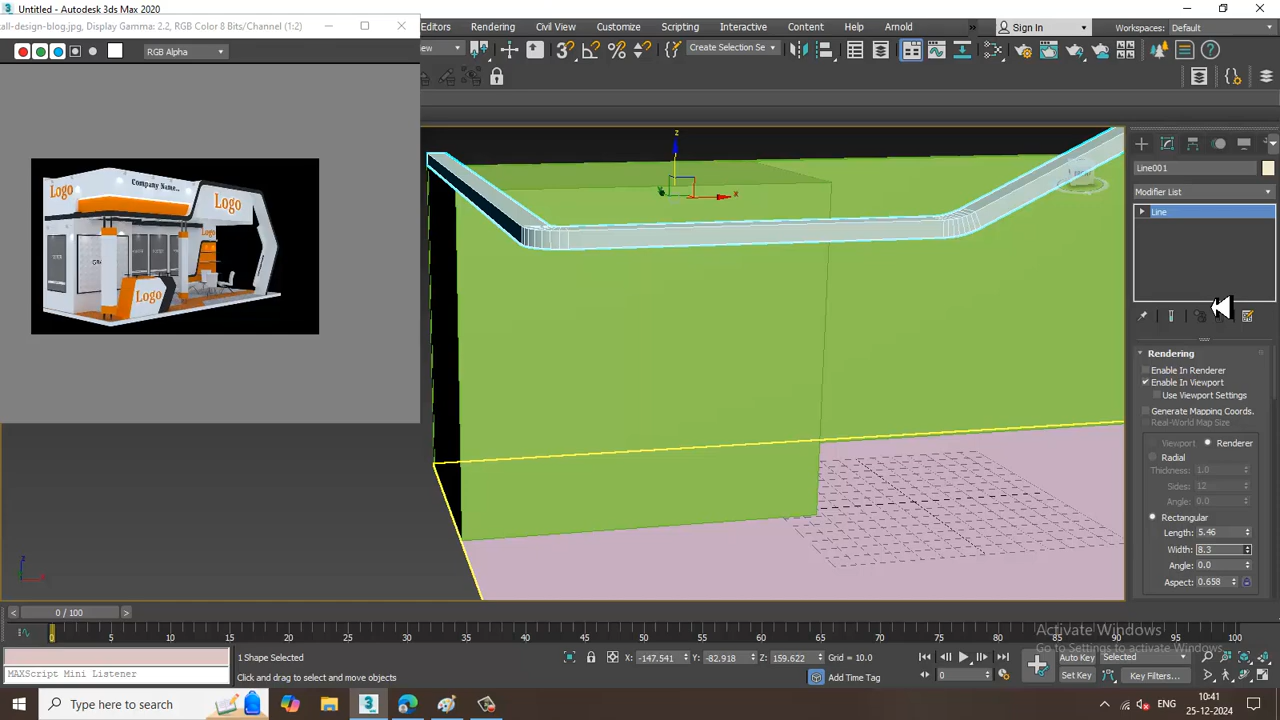 Untitled - Autodesk 3ds Max 2020
all-design-blog.jpg, Display Gamma: 2.2, RGB Color 8 Bits/Channel (1:2)
Editors Rendering Civil View Customize Scripting Interactive Content Help Arnold » Sign In Workspaces: Default
RGB Alpha
Create Selection Se
Line001
Modifier List
Line
Logo
Company Name..
Logo
Logo
Logo
Rendering
Enable In Renderer
Enable In Viewport
Use Viewport Settings
Generate Mapping Coords.
Real-World Map Size
Viewport Renderer
Radial
Thickness: 1.0
Sides: 12
Angle: 0.0
Rectangular
Length: 5.46
Width: 8.3
Angle: 0.0
Aspect: 0.658
< 0 / 100 >
0 5 10 15 20 25 30 35 40 45 50 55 60 65 70 75 80 85 90 95 100
Activate Windows
Go to Settings to activate Windows.
1 Shape Selected
X: -147.541 Y: -82.918 Z: 159.622 Grid = 10.0
Auto Key Selected
MAXScript Mini Listener
Click and drag to select and move objects
Add Time Tag
0
Set Key Key Filters...
Type here to search
ENG
10:41
25-12-2024